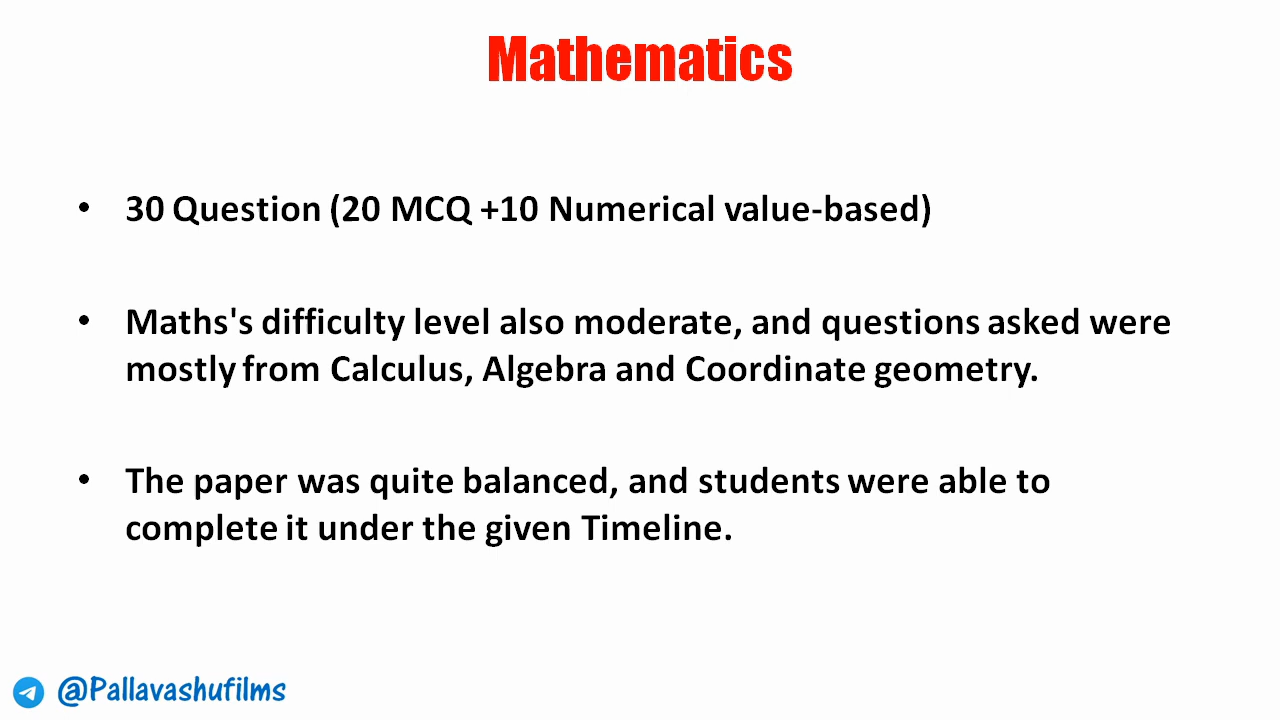 Mathematics
• 30 Question (20 MCQ +10 Numerical value-based)
• Maths's difficulty level also moderate, and questions asked were
mostly from Calculus, Algebra and Coordinate geometry.
• The paper was quite balanced, and students were able to
complete it under the given Timeline.
@Pallavashufilms